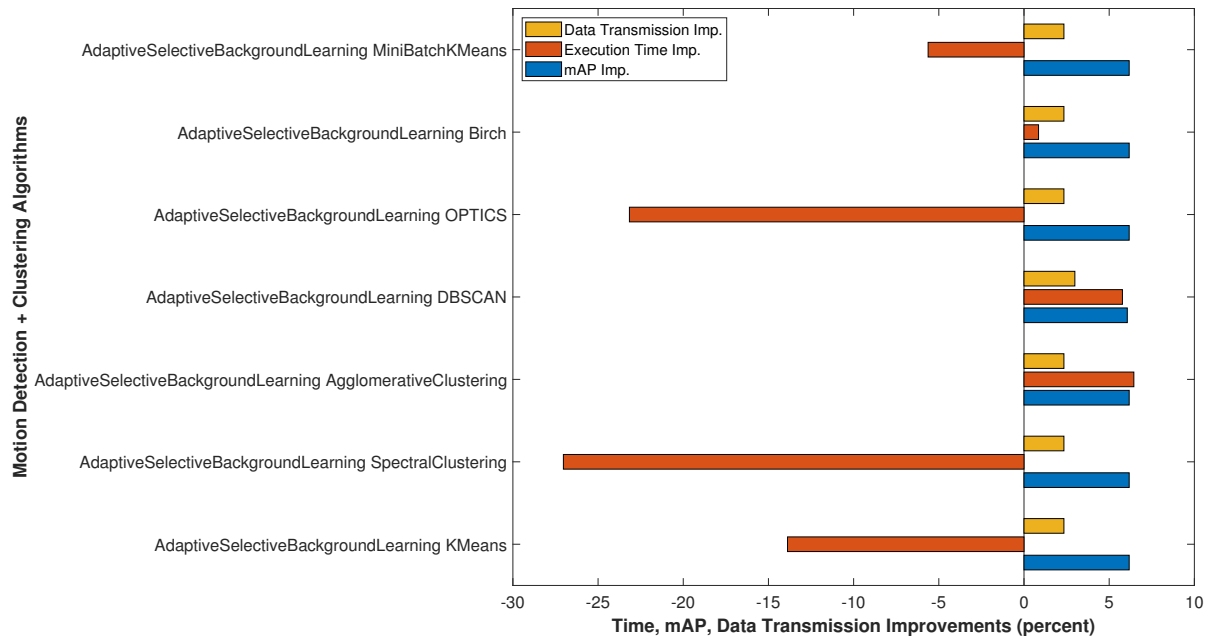 Data Transmission Imp.
Execution Time Imp.
mAP Imp.
Motion Detection + Clustering Algorithms
AdaptiveSelectiveBackgroundLearning MiniBatchKMeans
AdaptiveSelectiveBackgroundLearning Birch
AdaptiveSelectiveBackgroundLearning OPTICS
AdaptiveSelectiveBackgroundLearning DBSCAN
AdaptiveSelectiveBackgroundLearning AgglomerativeClustering
AdaptiveSelectiveBackgroundLearning SpectralClustering
AdaptiveSelectiveBackgroundLearning KMeans
-30 -25 -20 -15 -10 -5 0 5 10
Time, mAP, Data Transmission Improvements (percent)